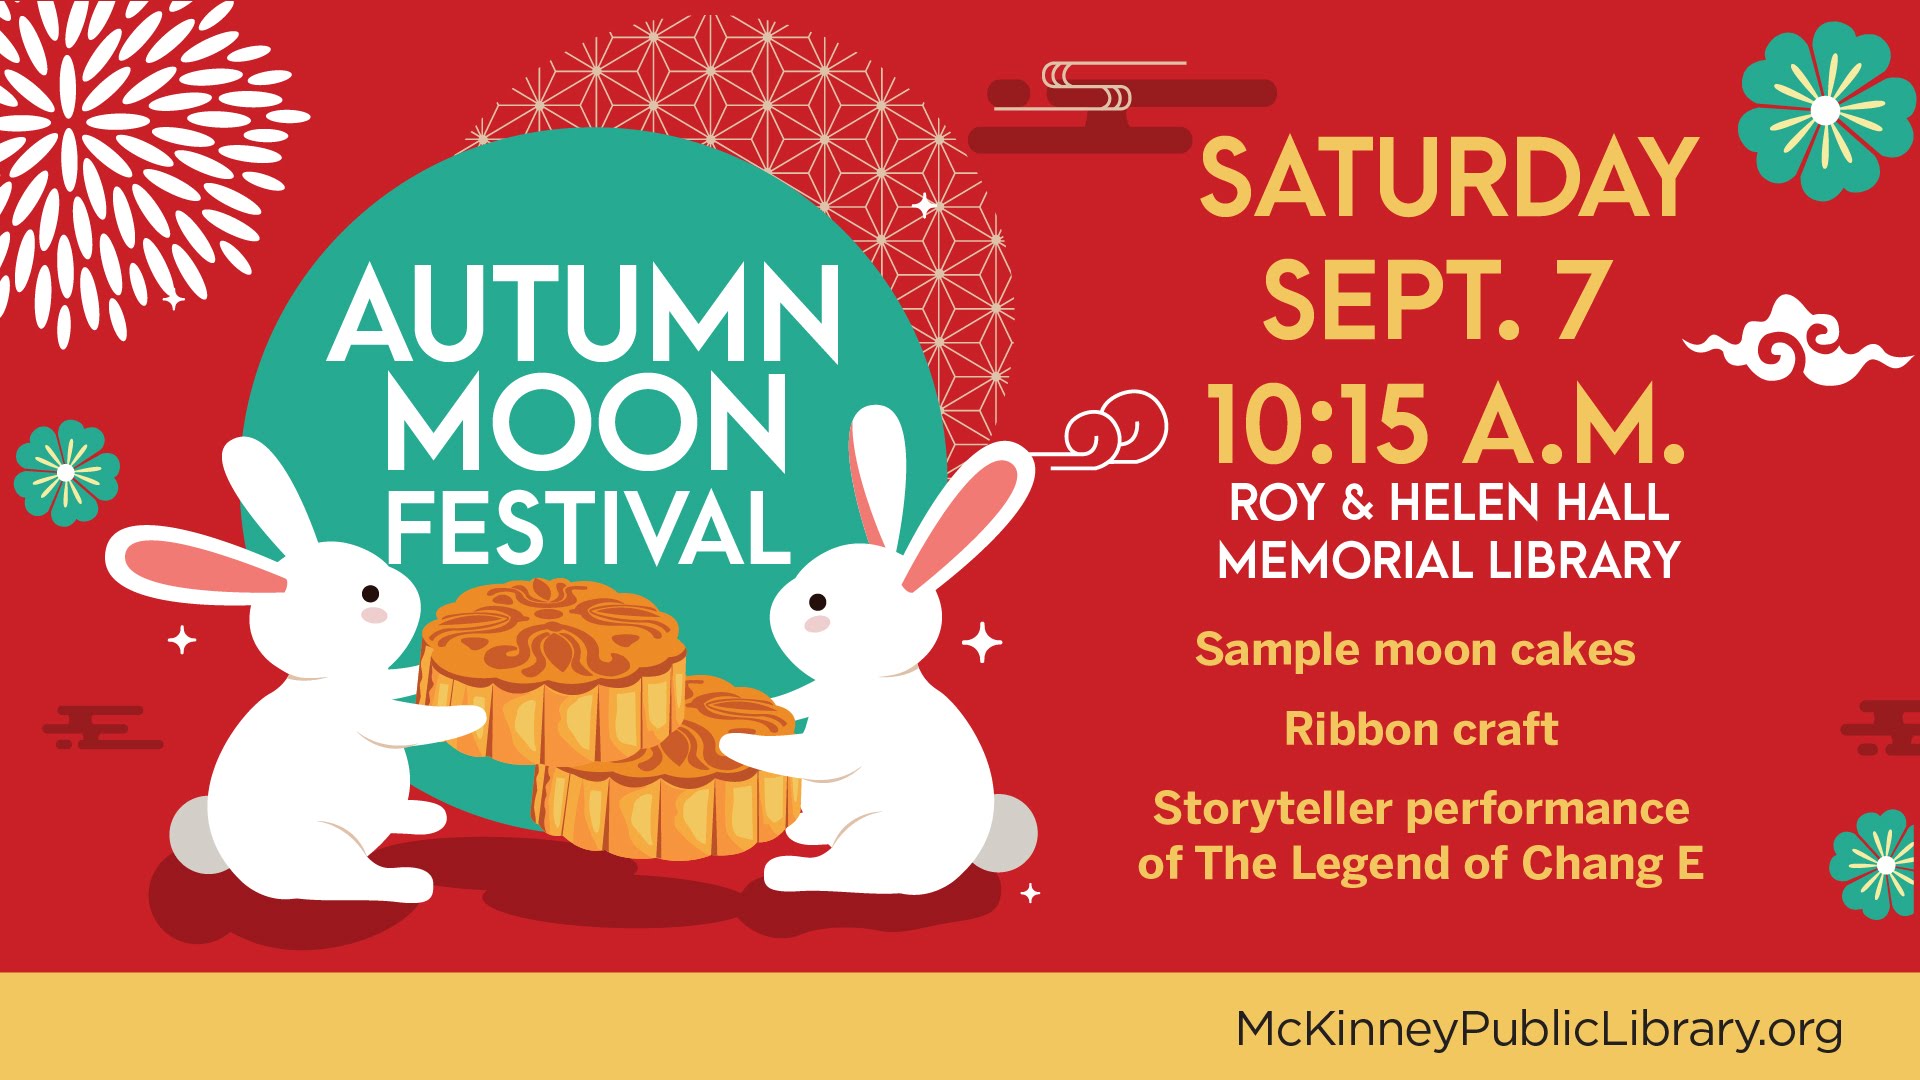 AUTUMN
MOON
FESTIVAL
SATURDAY
SEPT. 7
10:15 A.M.
ROY & HELEN HALL
MEMORIAL LIBRARY
Sample moon cakes
Ribbon craft
Storyteller performance
of The Legend of Chang E
McKinneyPublicLibrary.org